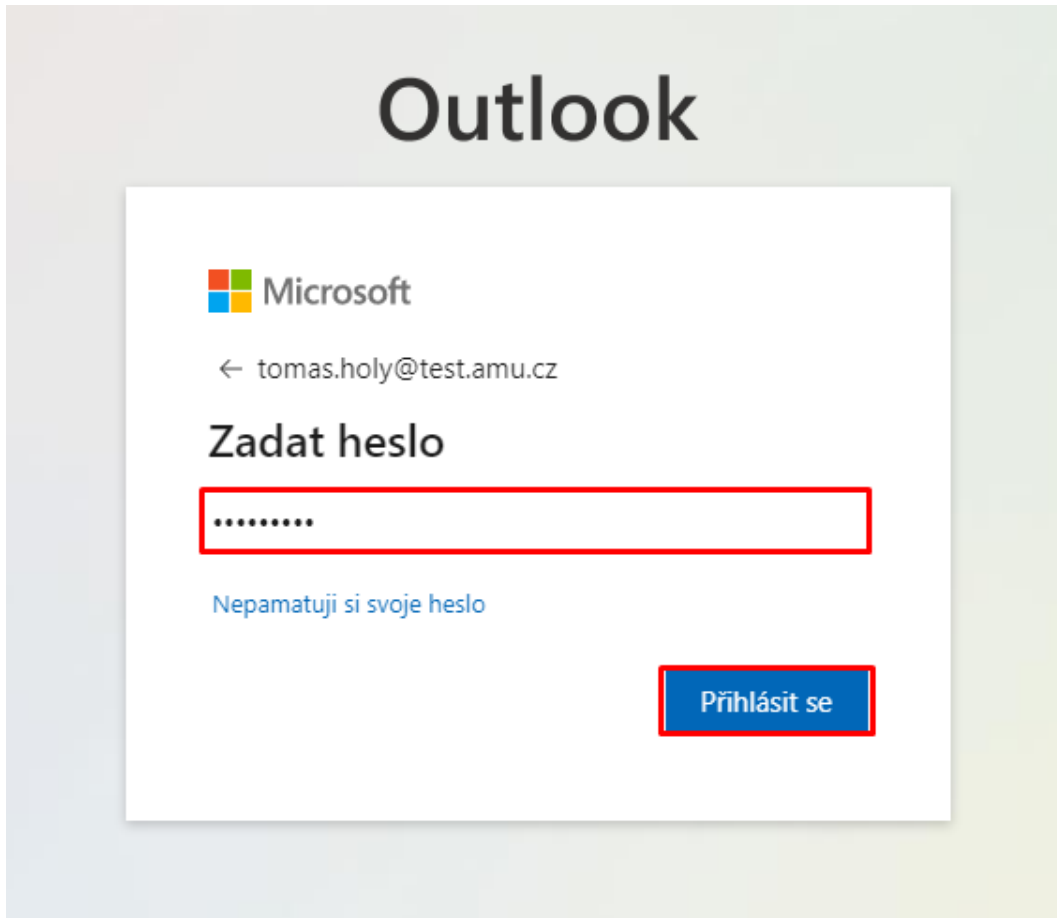 Outlook
Microsoft
← tomas.holy@test.amu.cz
Zadat heslo
•••••••••
Nepamatuji si svoje heslo
Přihlásit se